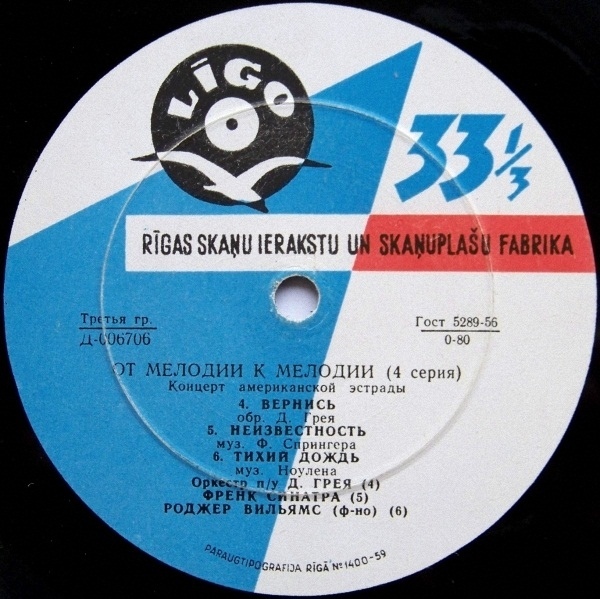 LĪGO
33 1/3
RĪGAS SKAŅU IERAKSTU UN SKAŅUPLAŠU FABRIKA
Третья гр.
Д-006706
Гост 5289-56
0-80
ОТ МЕЛОДИИ К МЕЛОДИИ (4 серия)
Концерт американской эстрады
4. ВЕРНИСЬ
обр. Д. Грея
5. НЕИЗВЕСТНОСТЬ
муз. Ф. Спрингера
6. ТИХИЙ ДОЖДЬ
муз. Ноулена
Оркестр п/у Д. ГРЕЯ (4)
ФРЕНК СИНАТРА (5)
РОДЖЕР ВИЛЬЯМС (ф-но) (6)
PARAUGTIPOGRAFIJA RĪGĀ № 1400-59